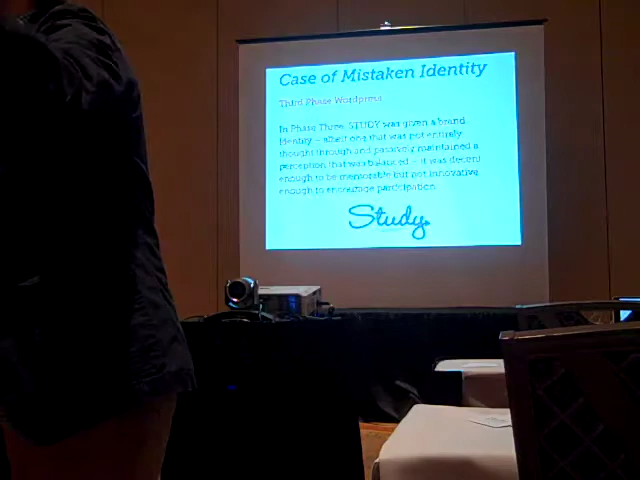 Case of Mistaken Identity
Third Phase Wordpress
In Phase Three, STUDY was given a brand
identity – albeit one that was not entirely
thought through and passively maintained a
perception that was balanced – it was decent
enough to be memorable but not innovative
enough to encourage participation.
Study.